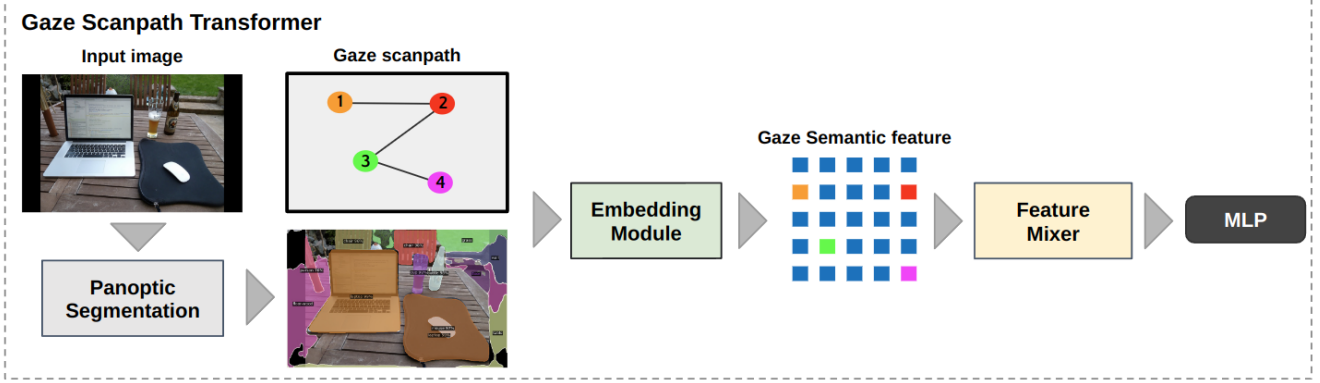 Gaze Scanpath Transformer
Input image
Gaze scanpath
1
2
3
4
Panoptic
Segmentation
Embedding
Module
Gaze Semantic feature
Feature
Mixer
MLP